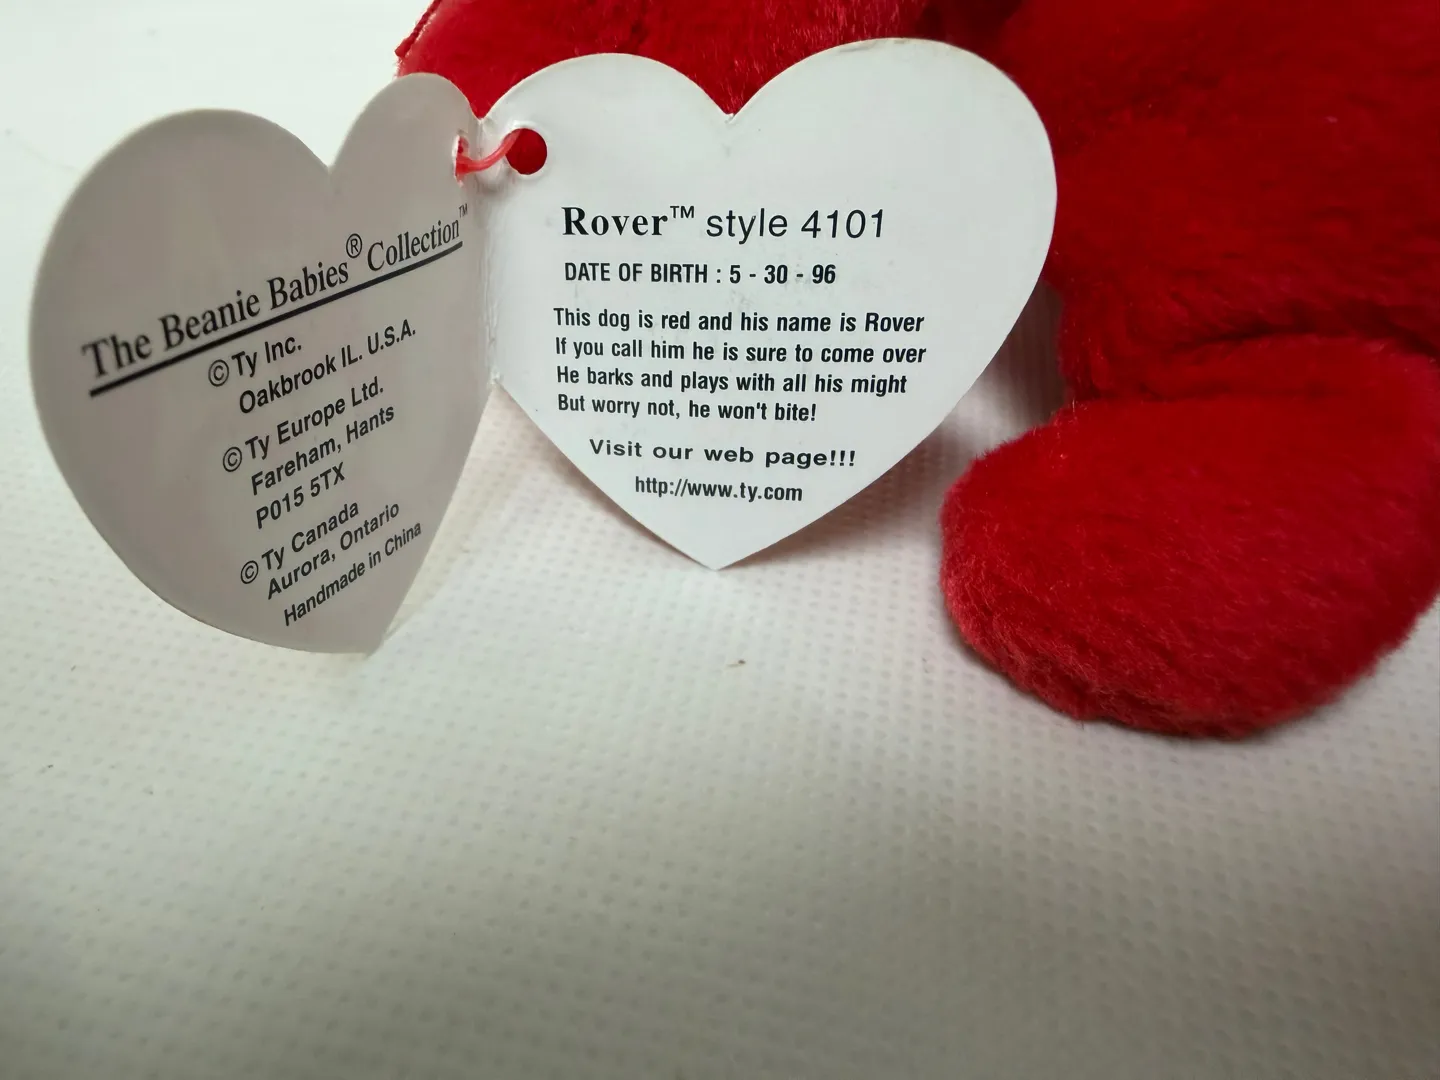 The Beanie Babies® Collection™
© Ty Inc.
Oakbrook IL. U.S.A.
© Ty Europe Ltd.
Fareham, Hants
P015 5TX
© Ty Canada
Aurora, Ontario
Handmade in China
Rover™ style 4101
DATE OF BIRTH : 5 - 30 - 96
This dog is red and his name is Rover
If you call him he is sure to come over
He barks and plays with all his might
But worry not, he won't bite!
Visit our web page!!!
http://www.ty.com